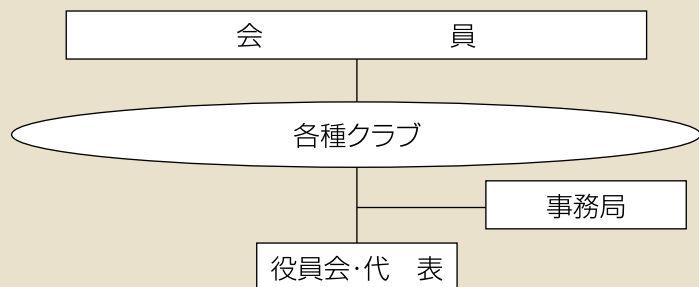 会　員
各種クラブ
事務局
役員会・代　表